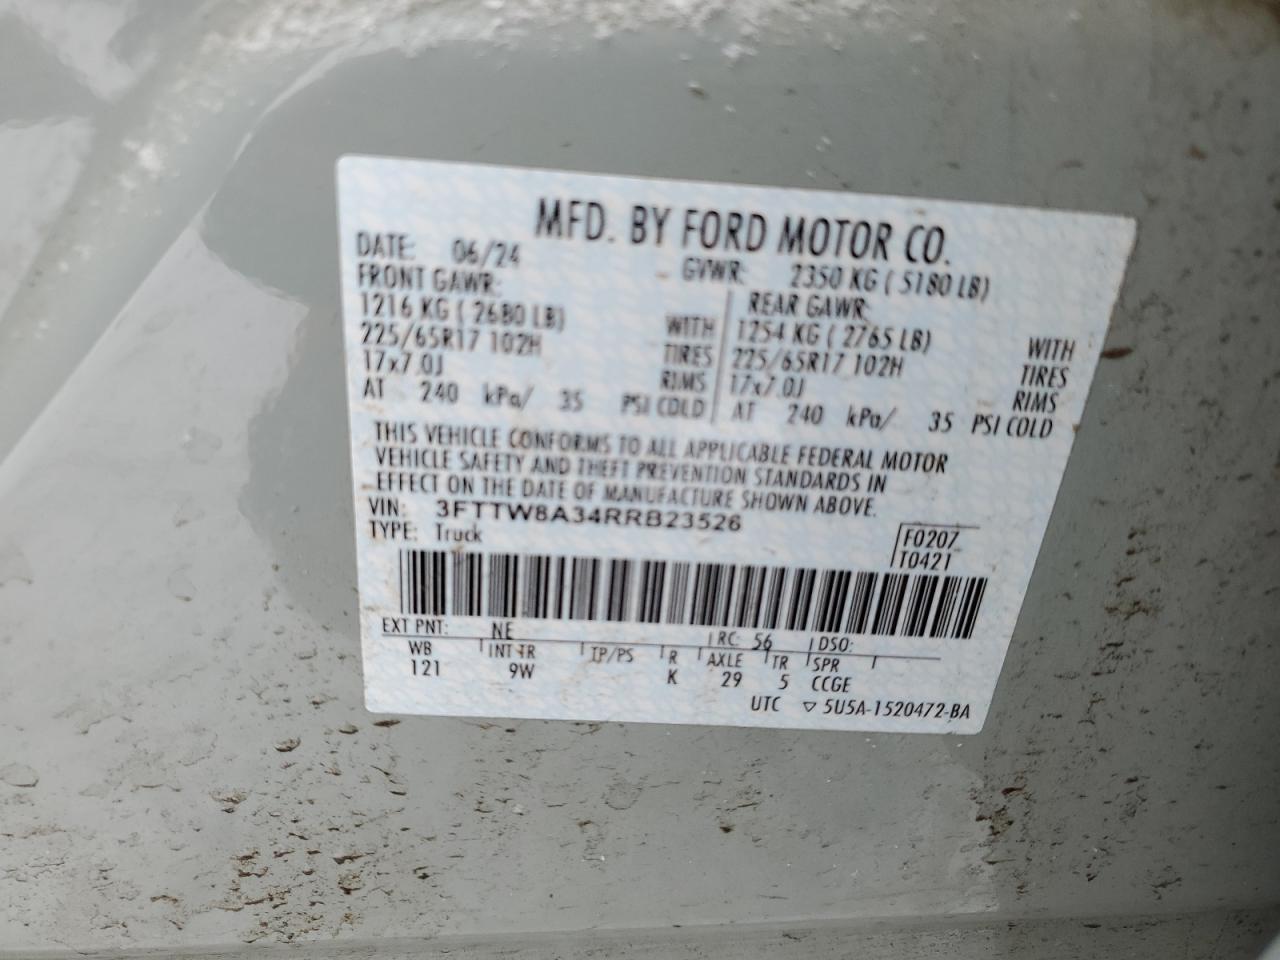 MFD. BY FORD MOTOR CO.
DATE: 06/24 GVWR: 2350 KG ( 5180 LB)
FRONT GAWR: REAR GAWR:
1216 KG ( 2680 LB) WITH 1254 KG ( 2765 LB) WITH
225/65R17 102H TIRES 225/65R17 102H TIRES
17x7.0J RIMS 17x7.0J RIMS
AT 240 kPa/ 35 PSI COLD AT 240 kPa/ 35 PSI COLD
THIS VEHICLE CONFORMS TO ALL APPLICABLE FEDERAL MOTOR
VEHICLE SAFETY AND THEFT PREVENTION STANDARDS IN
EFFECT ON THE DATE OF MANUFACTURE SHOWN ABOVE.
VIN: 3FTTW8A34RRB23526
TYPE: Truck
F0207
T0421
EXT PNT: NE RC: 56 DSO:
WB INT TR TP/PS R AXLE TR SPR
121 9W K 29 5 CCGE
UTC ▽ 5U5A-1520472-BA